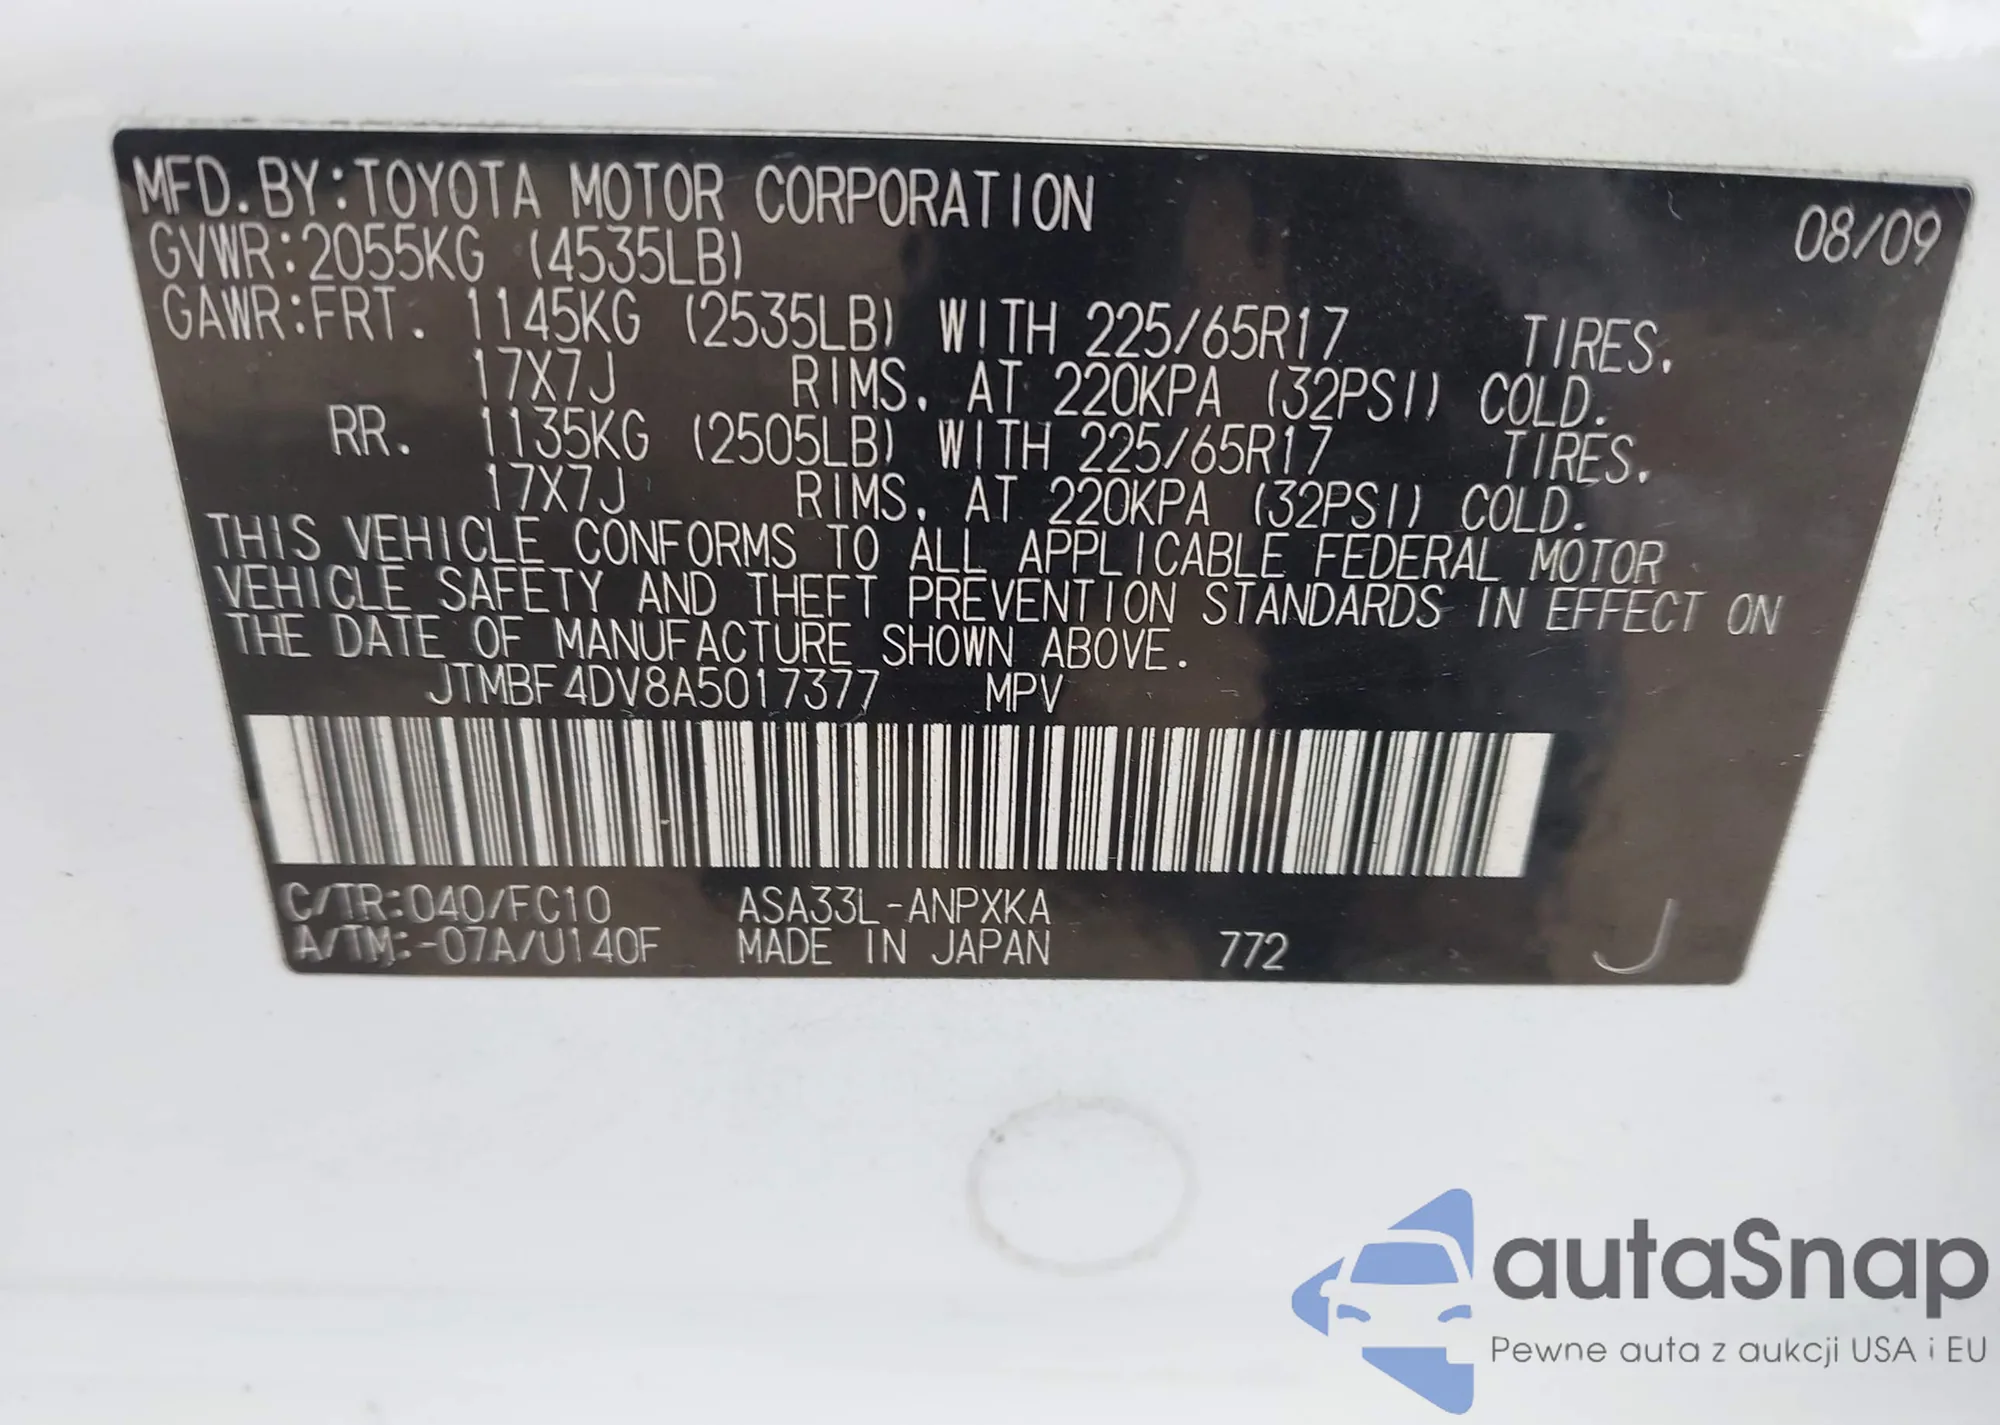 MFD. BY: TOYOTA MOTOR CORPORATION 08/09
GVWR: 2055KG (4535LB)
GAWR: FRT. 1145KG (2535LB) WITH 225/65R17 TIRES.
17X7J RIMS, AT 220KPA (32PSI) COLD.
RR. 1135KG (2505LB) WITH 225/65R17 TIRES.
17X7J RIMS, AT 220KPA (32PSI) COLD.
THIS VEHICLE CONFORMS TO ALL APPLICABLE FEDERAL MOTOR
VEHICLE SAFETY AND THEFT PREVENTION STANDARDS IN EFFECT ON
THE DATE OF MANUFACTURE SHOWN ABOVE.
JTMBF4DV8A5017377 MPV
C/TR: 040/FC10 ASA33L-ANPXKA
A/TM: -07A/U140F MADE IN JAPAN 772 J
autaSnap
Pewne auta z aukcji USA i EU